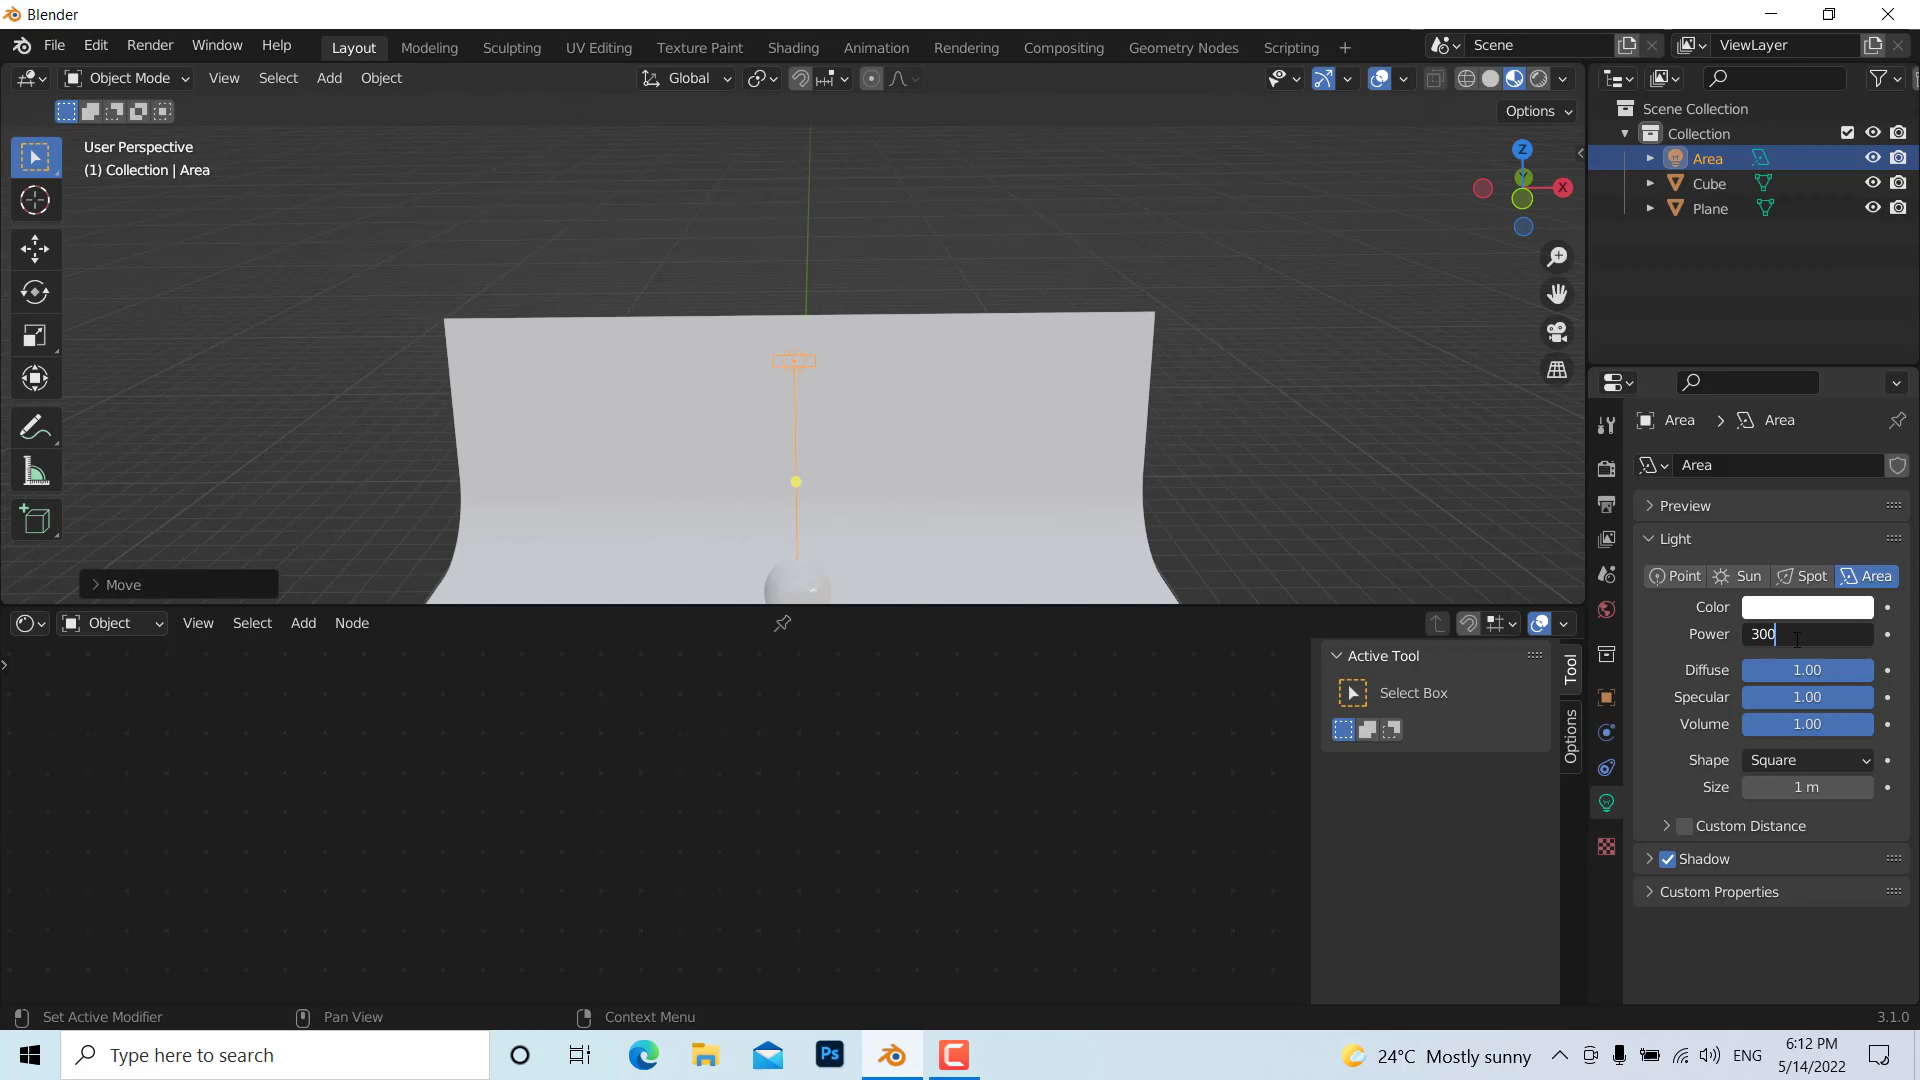 Blender
File Edit Render Window Help
Layout Modeling Sculpting UV Editing Texture Paint Shading Animation Rendering Compositing Geometry Nodes Scripting +
Scene
ViewLayer
Object Mode View Select Add Object
Global
Options
User Perspective
(1) Collection | Area
Z
Y
X
Scene Collection
Collection
Area
Cube
Plane
Area > Area
Area
Preview
Light
Point Sun Spot Area
Color
Power 300
Diffuse 1.00
Specular 1.00
Volume 1.00
Shape Square
Size 1 m
Custom Distance
Shadow
Custom Properties
> Move
Object View Select Add Node
Active Tool
Select Box
Tool
Options
Set Active Modifier
Pan View
Context Menu
3.1.0
Type here to search
Ps
24°C Mostly sunny
ENG
6:12 PM
5/14/2022